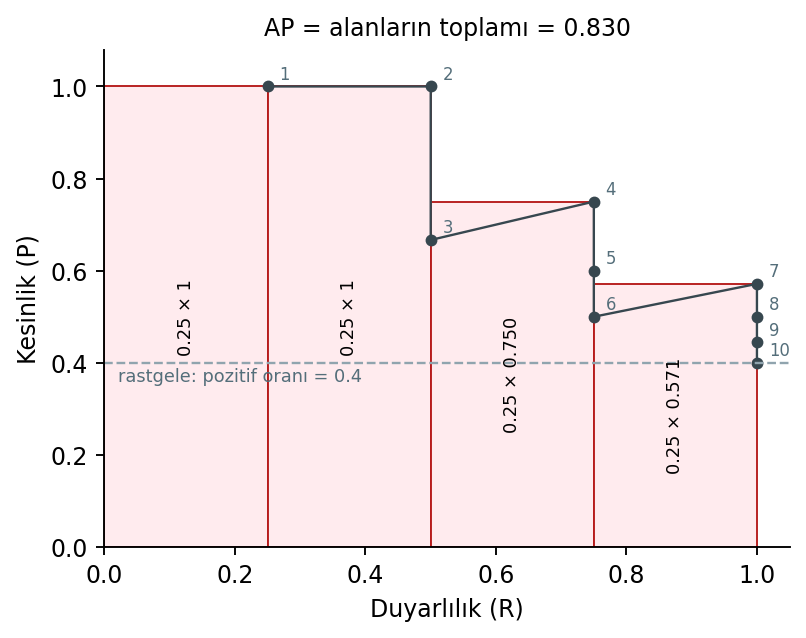 AP = alanların toplamı = 0.830
Kesinlik (P)
1.0
0.8
0.6
0.4
0.2
0.0
1
2
3
4
5
6
7
8
9
10
0.25 × 1
0.25 × 1
0.25 × 0.750
0.25 × 0.571
rastgele: pozitif oranı = 0.4
0.0
0.2
0.4
0.6
0.8
1.0
Duyarlılık (R)